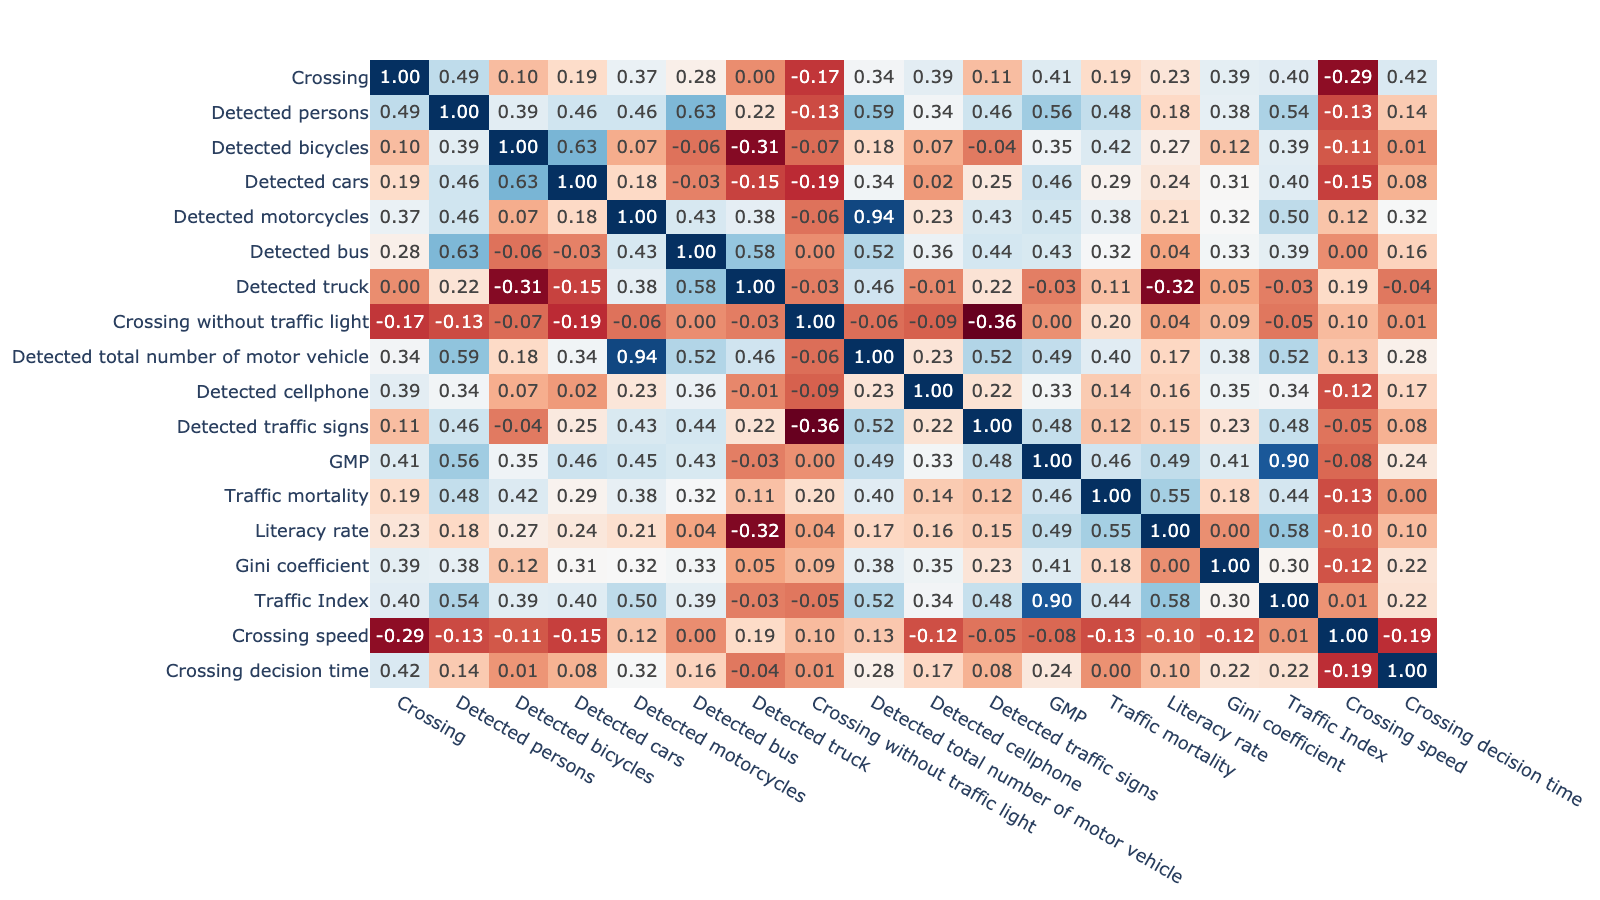 Crossing 1.00 0.49 0.10 0.19 0.37 0.28 0.00 -0.17 0.34 0.39 0.11 0.41 0.19 0.23 0.39 0.40 -0.29 0.42
Detected persons 0.49 1.00 0.39 0.46 0.46 0.63 0.22 -0.13 0.59 0.34 0.46 0.56 0.48 0.18 0.38 0.54 -0.13 0.14
Detected bicycles 0.10 0.39 1.00 0.63 0.07 -0.06 -0.31 -0.07 0.18 0.07 -0.04 0.35 0.42 0.27 0.12 0.39 -0.11 0.01
Detected cars 0.19 0.46 0.63 1.00 0.18 -0.03 -0.15 -0.19 0.34 0.02 0.25 0.46 0.29 0.24 0.31 0.40 -0.15 0.08
Detected motorcycles 0.37 0.46 0.07 0.18 1.00 0.43 0.38 -0.06 0.94 0.23 0.43 0.45 0.38 0.21 0.32 0.50 0.12 0.32
Detected bus 0.28 0.63 -0.06 -0.03 0.43 1.00 0.58 0.00 0.52 0.36 0.44 0.43 0.32 0.04 0.33 0.39 0.00 0.16
Detected truck 0.00 0.22 -0.31 -0.15 0.38 0.58 1.00 -0.03 0.46 -0.01 0.22 -0.03 0.11 -0.32 0.05 -0.03 0.19 -0.04
Crossing without traffic light -0.17 -0.13 -0.07 -0.19 -0.06 0.00 -0.03 1.00 -0.06 -0.09 -0.36 0.00 0.20 0.04 0.09 -0.05 0.10 0.01
Detected total number of motor vehicle 0.34 0.59 0.18 0.34 0.94 0.52 0.46 -0.06 1.00 0.23 0.52 0.49 0.40 0.17 0.38 0.52 0.13 0.28
Detected cellphone 0.39 0.34 0.07 0.02 0.23 0.36 -0.01 -0.09 0.23 1.00 0.22 0.33 0.14 0.16 0.35 0.34 -0.12 0.17
Detected traffic signs 0.11 0.46 -0.04 0.25 0.43 0.44 0.22 -0.36 0.52 0.22 1.00 0.48 0.12 0.15 0.23 0.48 -0.05 0.08
GMP 0.41 0.56 0.35 0.46 0.45 0.43 -0.03 0.00 0.49 0.33 0.48 1.00 0.46 0.49 0.41 0.90 -0.08 0.24
Traffic mortality 0.19 0.48 0.42 0.29 0.38 0.32 0.11 0.20 0.40 0.14 0.12 0.46 1.00 0.55 0.18 0.44 -0.13 0.00
Literacy rate 0.23 0.18 0.27 0.24 0.21 0.04 -0.32 0.04 0.17 0.16 0.15 0.49 0.55 1.00 0.00 0.58 -0.10 0.10
Gini coefficient 0.39 0.38 0.12 0.31 0.32 0.33 0.05 0.09 0.38 0.35 0.23 0.41 0.18 0.00 1.00 0.30 -0.12 0.22
Traffic Index 0.40 0.54 0.39 0.40 0.50 0.39 -0.03 -0.05 0.52 0.34 0.48 0.90 0.44 0.58 0.30 1.00 0.01 0.22
Crossing speed -0.29 -0.13 -0.11 -0.15 0.12 0.00 0.19 0.10 0.13 -0.12 -0.05 -0.08 -0.13 -0.10 -0.12 0.01 1.00 -0.19
Crossing decision time 0.42 0.14 0.01 0.08 0.32 0.16 -0.04 0.01 0.28 0.17 0.08 0.24 0.00 0.10 0.22 0.22 -0.19 1.00
Crossing
Detected persons
Detected bicycles
Detected cars
Detected motorcycles
Detected bus
Detected truck
Crossing without traffic light
Detected total number of motor vehicle
Detected cellphone
Detected traffic signs
GMP
Traffic mortality
Literacy rate
Gini coefficient
Traffic Index
Crossing speed
Crossing decision time